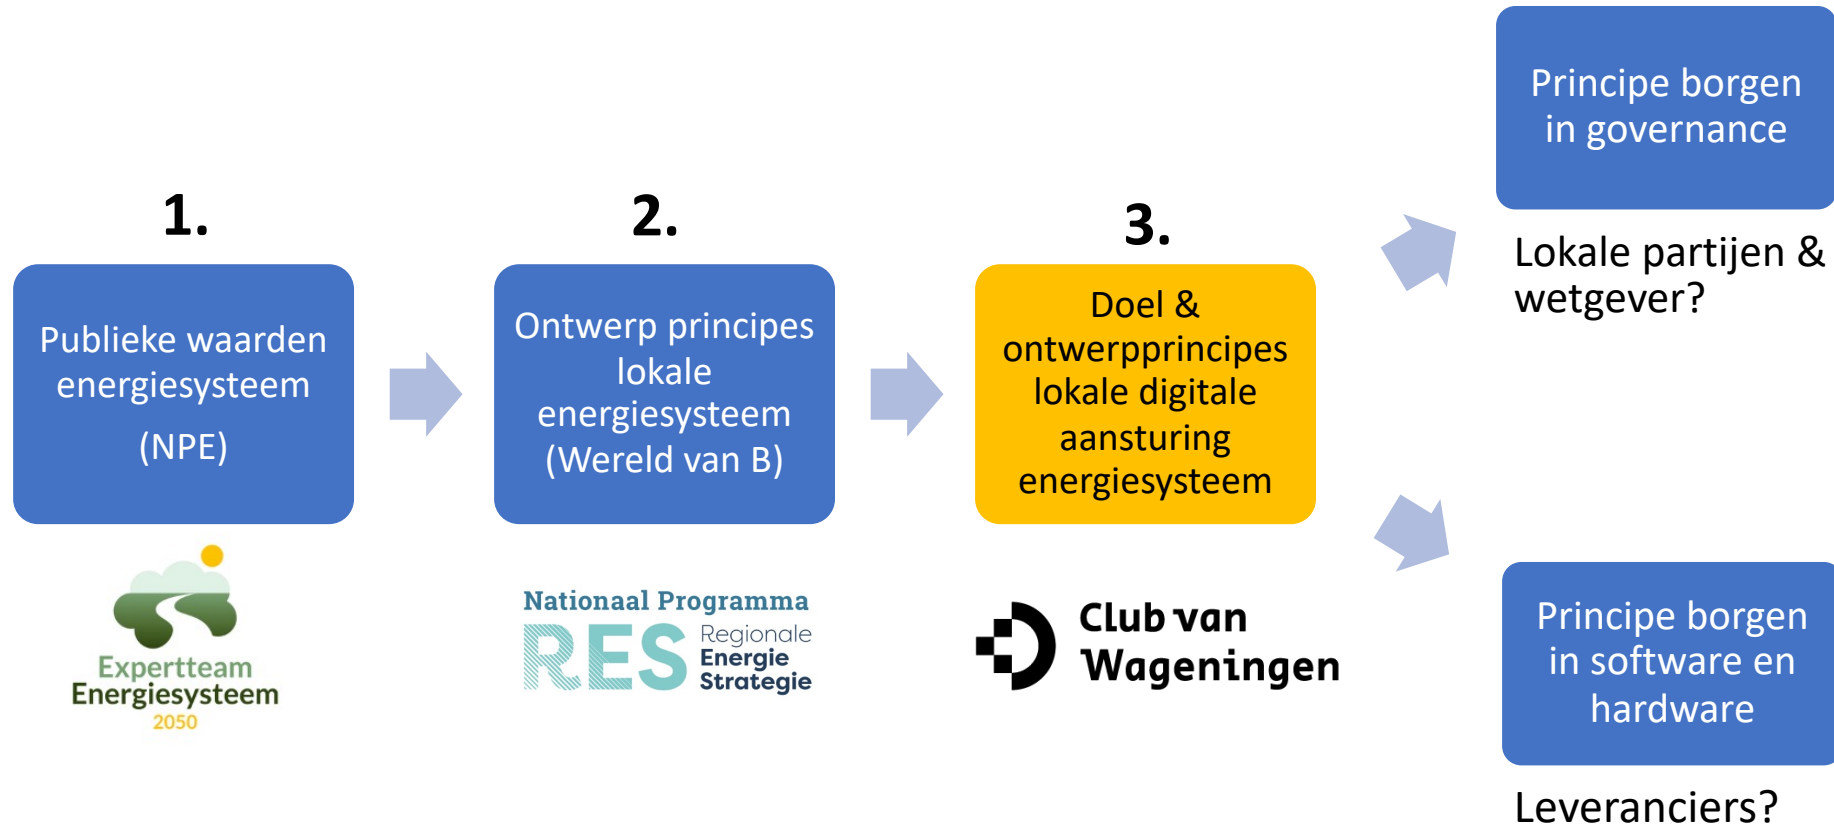 1.
Publieke waarden
energiesysteem
(NPE)
Expertteam
Energiesysteem
2050
2.
Ontwerp principes
lokale
energiesysteem
(Wereld van B)
Nationaal Programma
RES
Regionale
Energie
Strategie
3.
Doel &
ontwerpprincipes
lokale digitale
aansturing
energiesysteem
Club van
Wageningen
Principe borgen
in governance
Lokale partijen &
wetgever?
Principe borgen
in software en
hardware
Leveranciers?